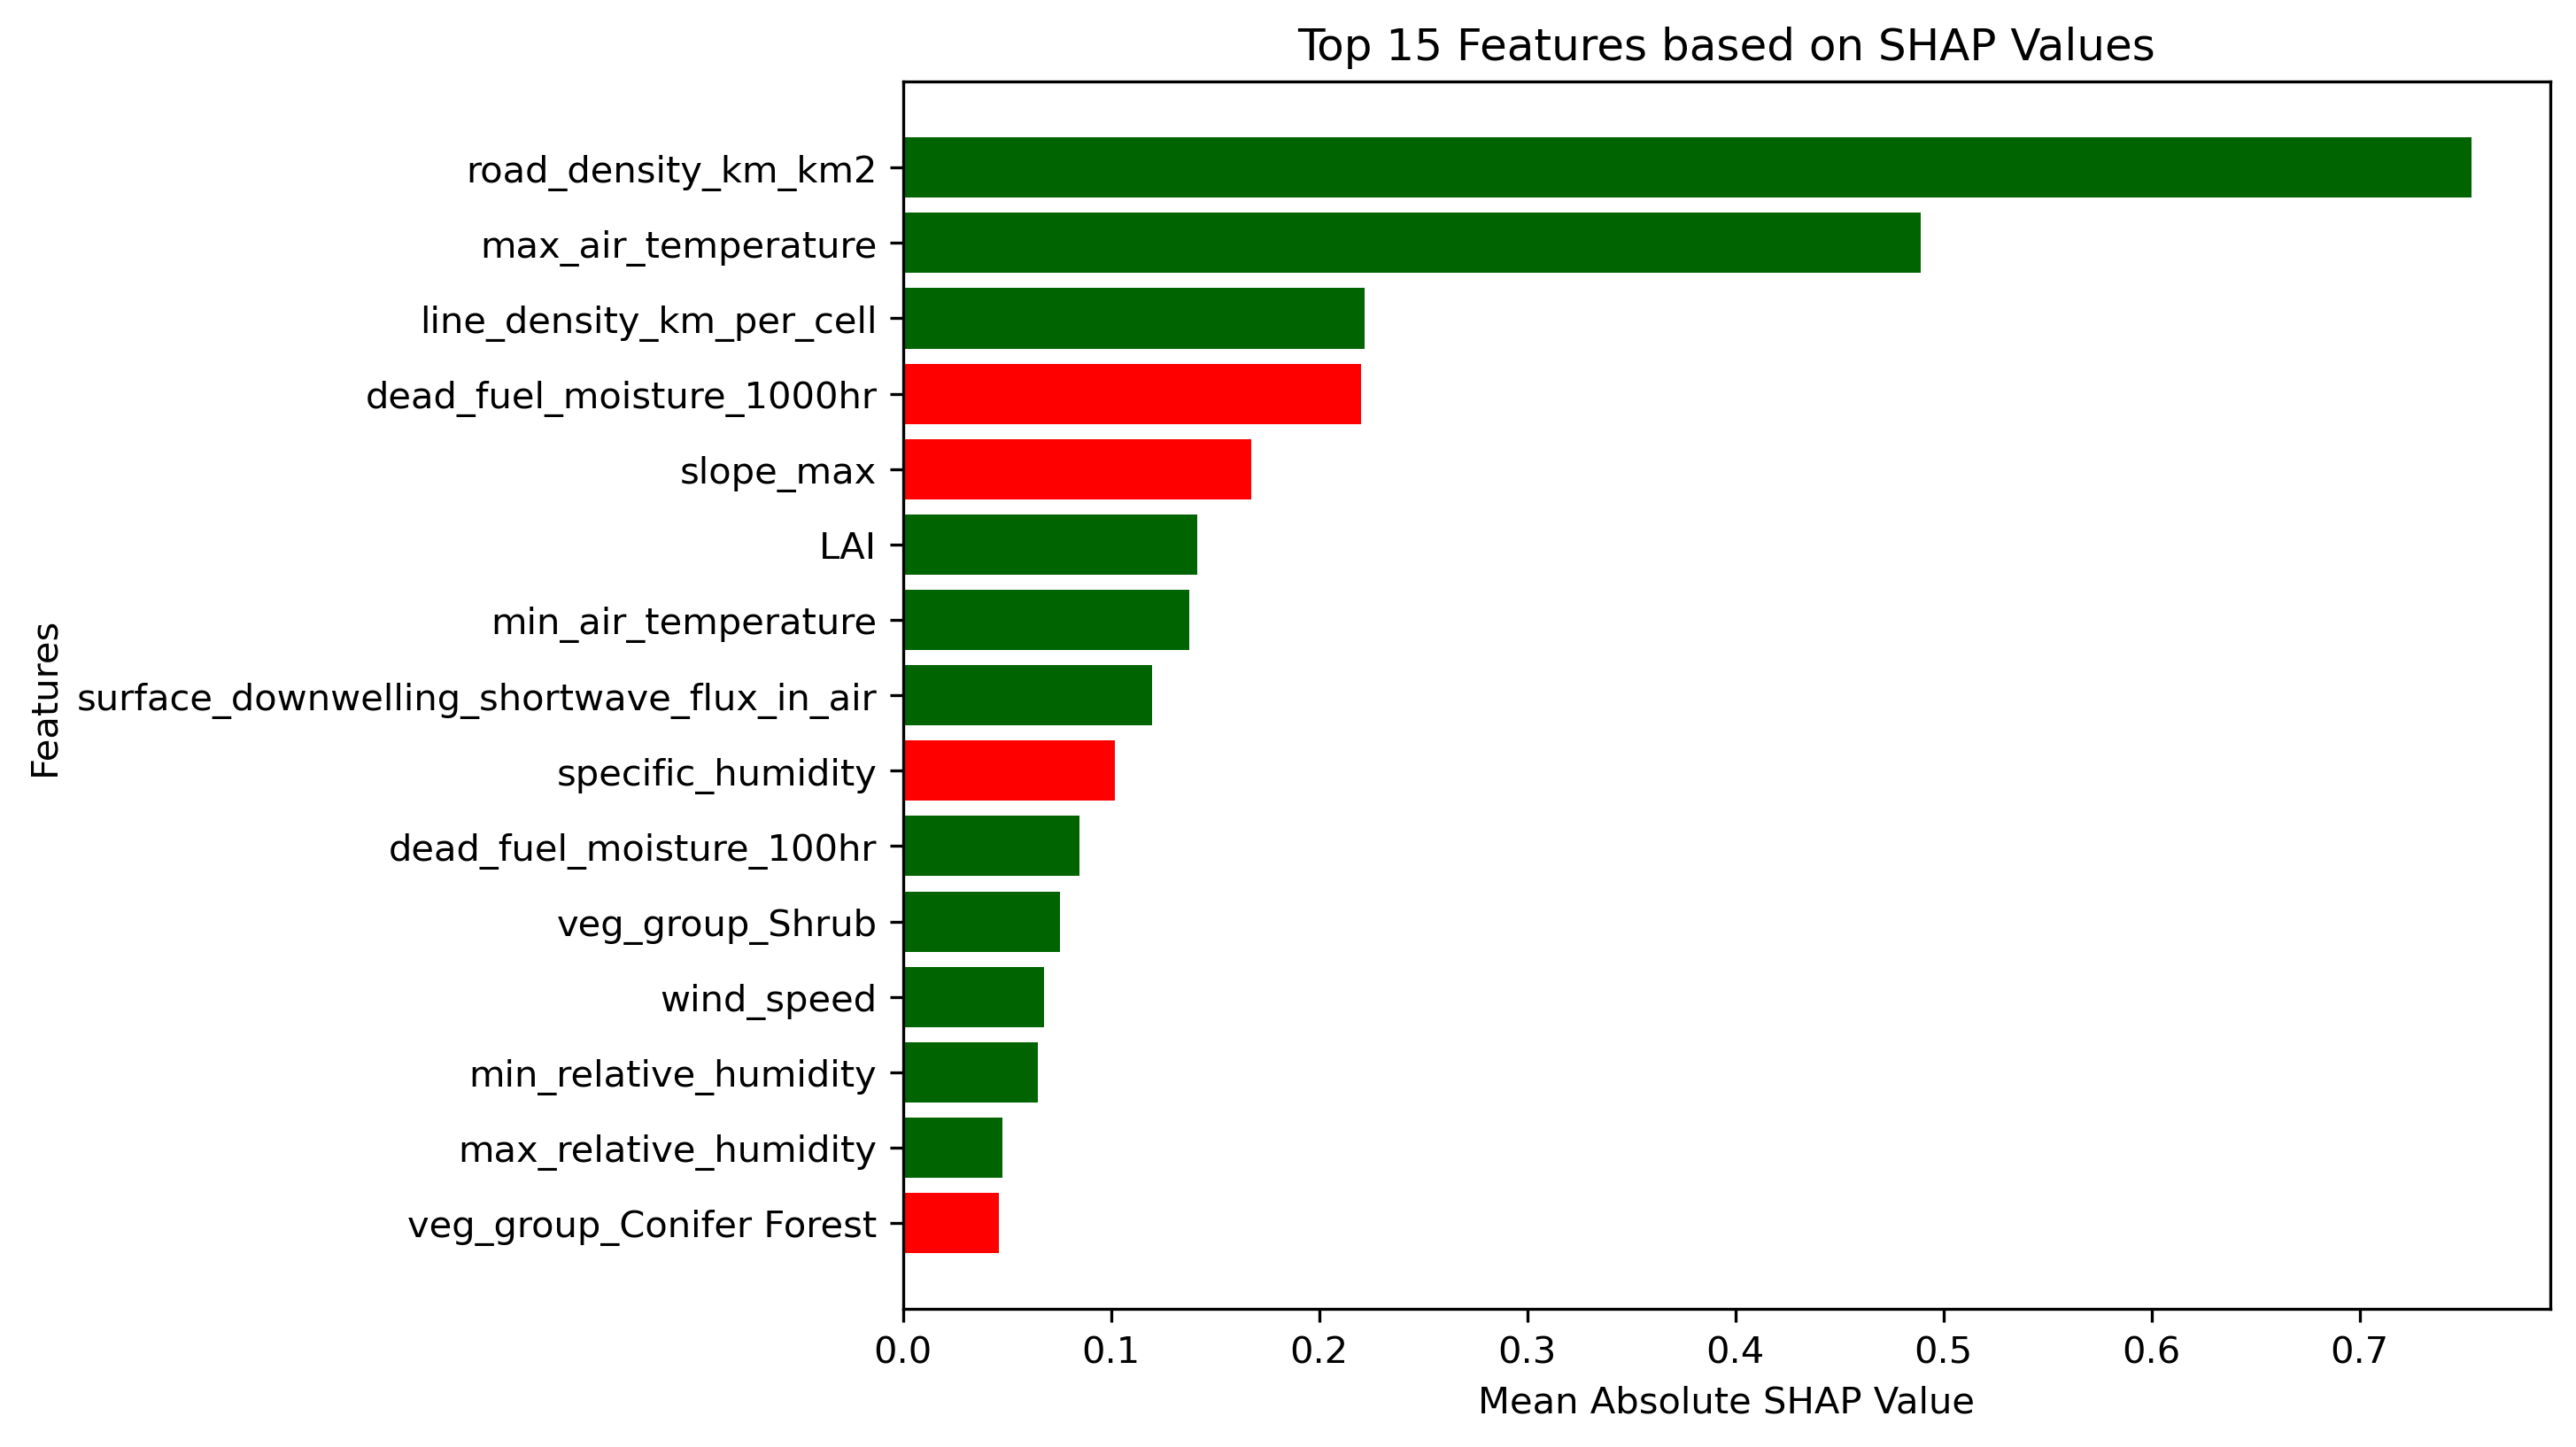 Top 15 Features based on SHAP Values
Features
road_density_km_km2
max_air_temperature
line_density_km_per_cell
dead_fuel_moisture_1000hr
slope_max
LAI
min_air_temperature
surface_downwelling_shortwave_flux_in_air
specific_humidity
dead_fuel_moisture_100hr
veg_group_Shrub
wind_speed
min_relative_humidity
max_relative_humidity
veg_group_Conifer Forest
0.0 0.1 0.2 0.3 0.4 0.5 0.6 0.7
Mean Absolute SHAP Value